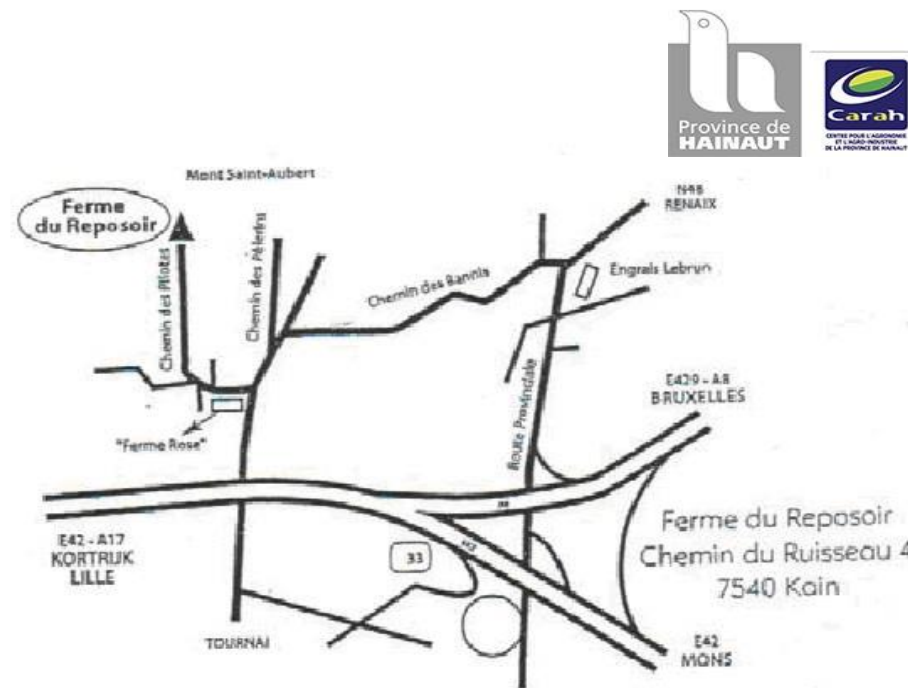 Province de
HAINAUT
Carah
CENTRE POUR L'AGRONOMIE
ET L'AGRO-INDUSTRIE
DE LA PROVINCE DE HAINAUT
Mont Saint-Aubert
Ferme
du Reposoir
N48
RENAIX
Chemin des Pilotes
Chemin des Pèlerins
Chemin des Bannis
Engrais Lebrun
E429 - A8
BRUXELLES
Route Provinciale
"Ferme Rose"
E42 - A17
KORTRIJK
LILLE
33
Ferme du Reposoir
Chemin du Ruisseau 4
7540 Kain
TOURNAI
E42
MONS